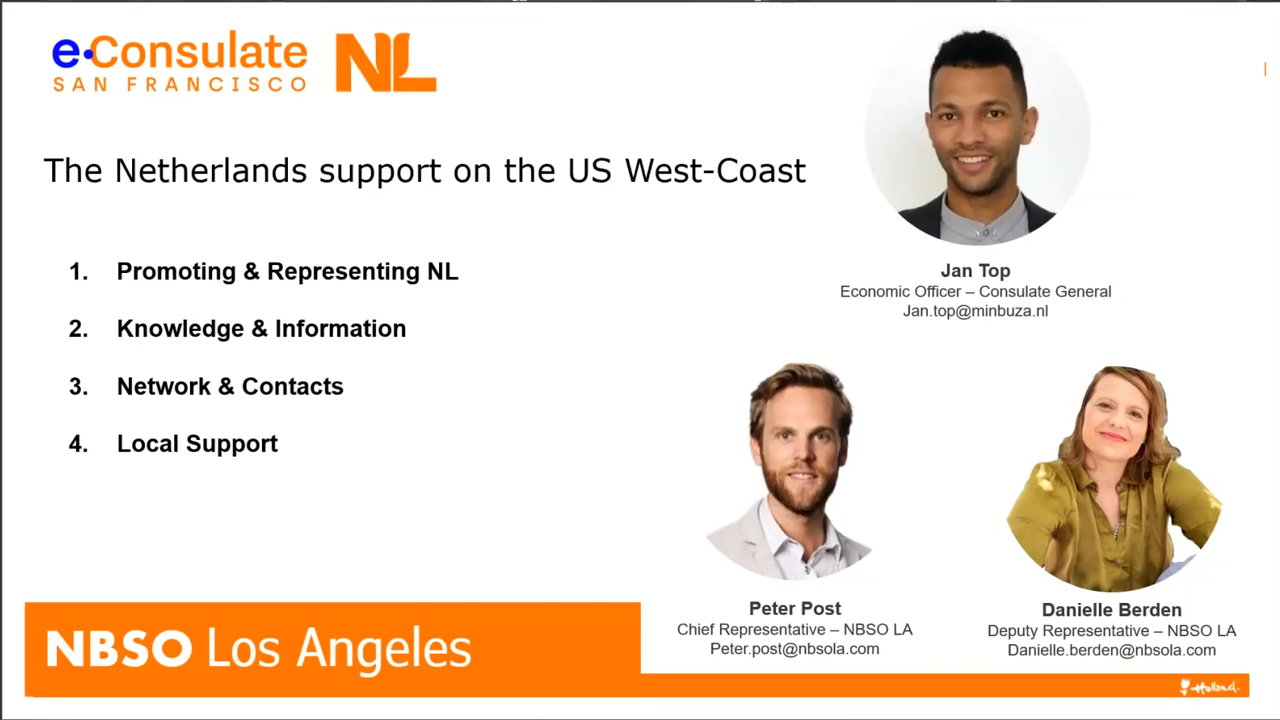 e·Consulate
SAN FRANCISCO
NL
The Netherlands support on the US West-Coast
1. Promoting & Representing NL
2. Knowledge & Information
3. Network & Contacts
4. Local Support
Jan Top
Economic Officer – Consulate General
Jan.top@minbuza.nl
Peter Post
Chief Representative – NBSO LA
Peter.post@nbsola.com
Danielle Berden
Deputy Representative – NBSO LA
Danielle.berden@nbsola.com
NBSO Los Angeles
Holland.